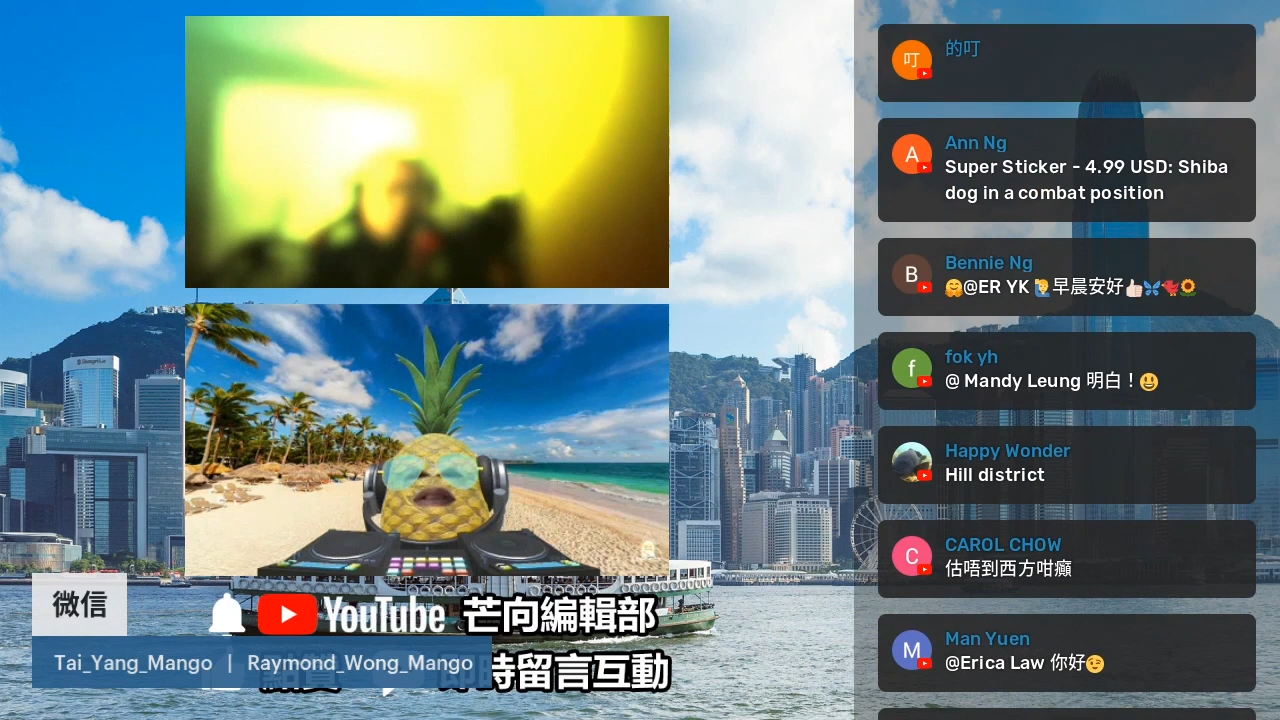 微信
Tai_Yang_Mango | Raymond_Wong_Mango
YouTube 芒向編輯部
即時留言互動
叮
的叮
A
Ann Ng
Super Sticker - 4.99 USD: Shiba
dog in a combat position
B
Bennie Ng
🤗@ER YK 🙋‍♂️早晨安好👍🏻🦋🐦🌻
f
fok yh
@ Mandy Leung 明白！😃
Happy Wonder
Hill district
C
CAROL CHOW
估唔到西方咁癲
M
Man Yuen
@Erica Law 你好😉